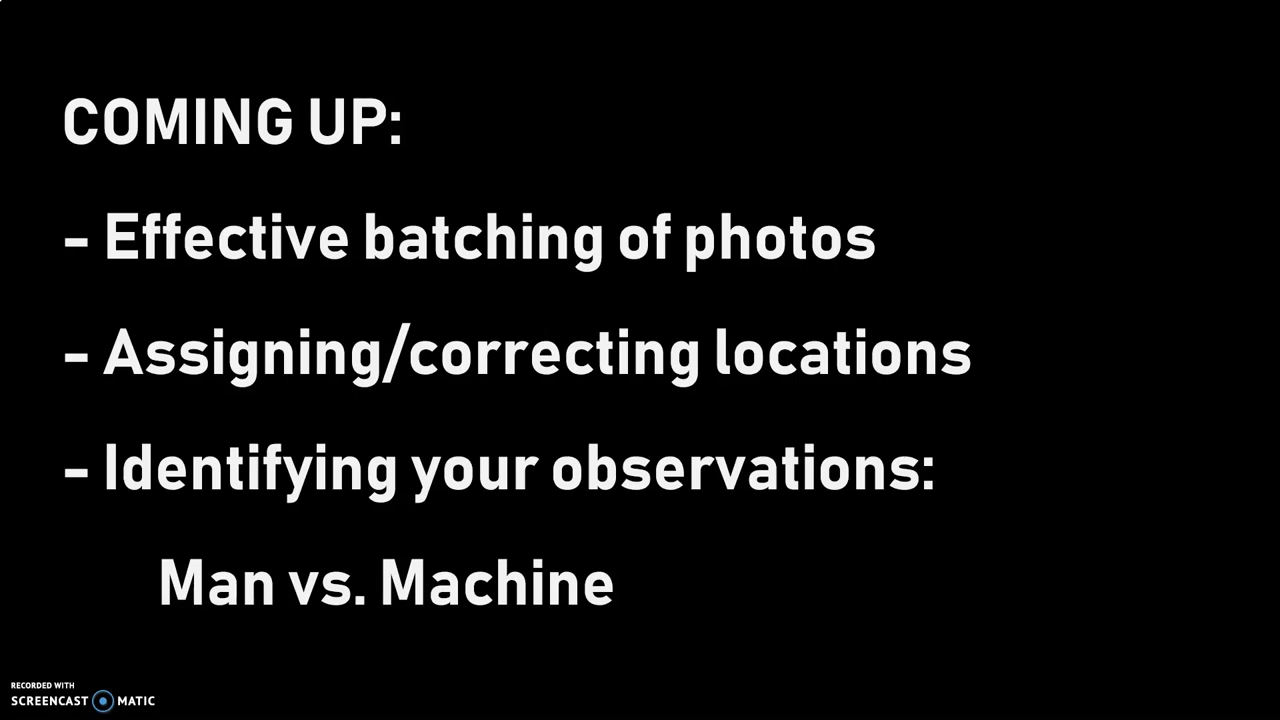 COMING UP:
- Effective batching of photos
- Assigning/correcting locations
- Identifying your observations:
Man vs. Machine
RECORDED WITH
SCREENCAST MATIC